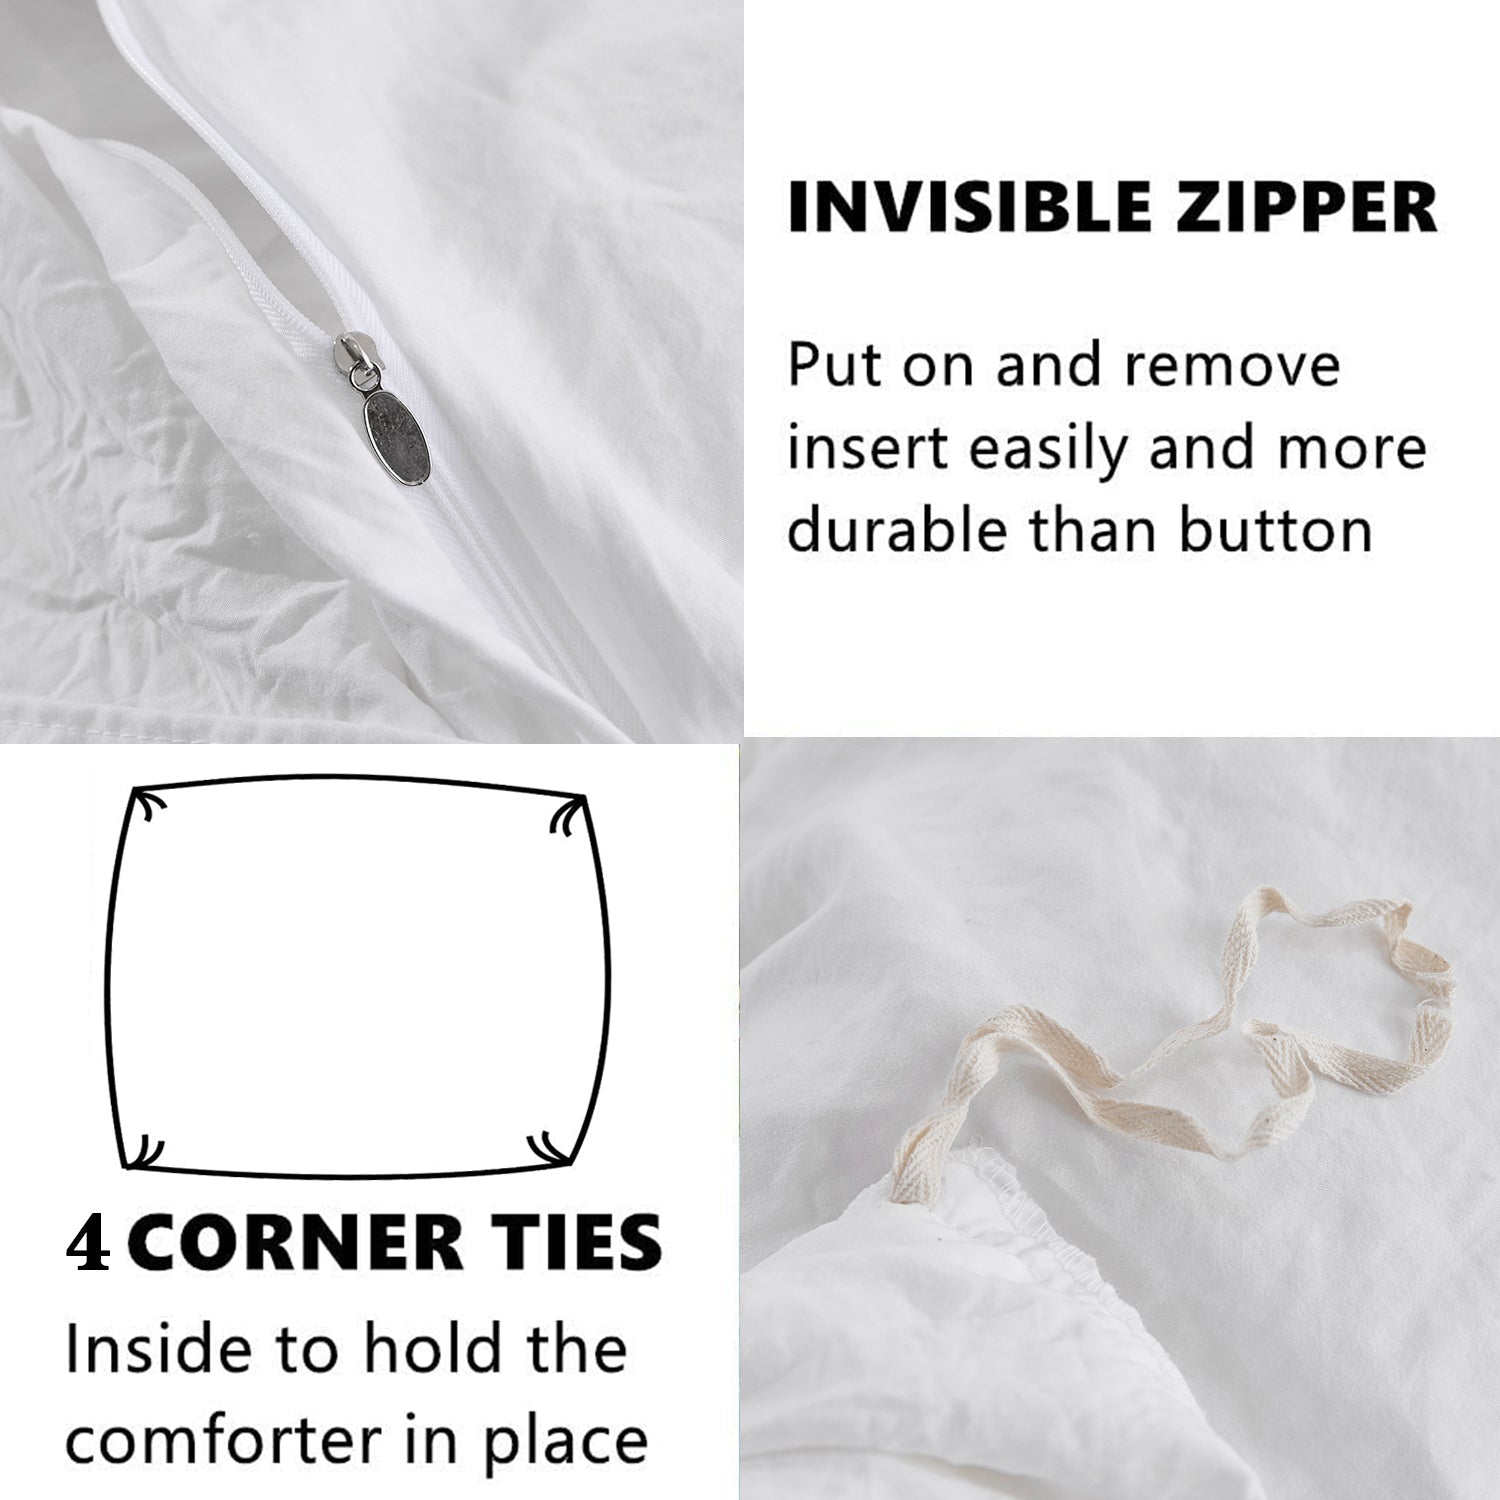 INVISIBLE ZIPPER
Put on and remove
insert easily and more
durable than button
4 CORNER TIES
Inside to hold the
comforter in place